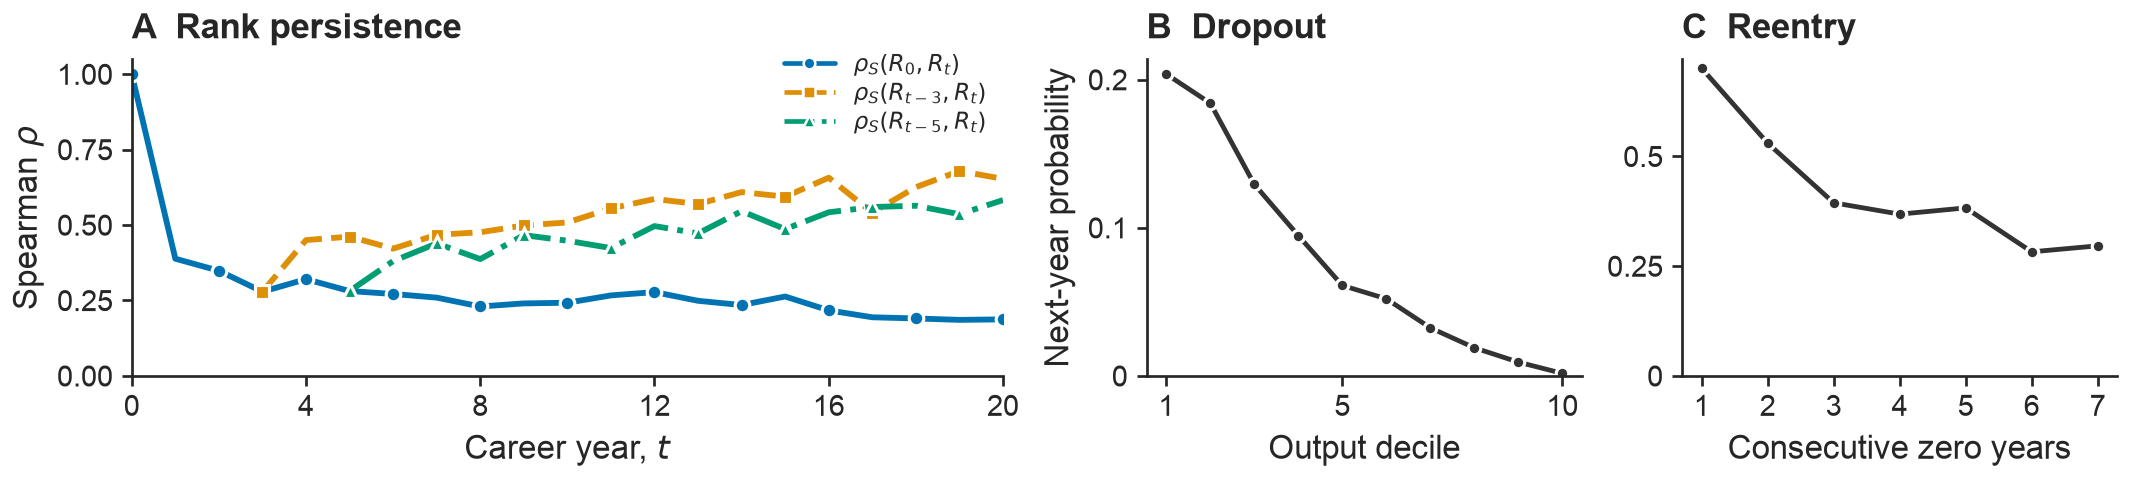 A Rank persistence
ρS(R0, Rt)
ρS(Rt−3, Rt)
ρS(Rt−5, Rt)
Spearman ρ
1.00
0.75
0.50
0.25
0.00
0 4 8 12 16 20
Career year, t
B Dropout
Next-year probability
0.2
0.1
0
1 5 10
Output decile
C Reentry
0.5
0.25
0
1 2 3 4 5 6 7
Consecutive zero years